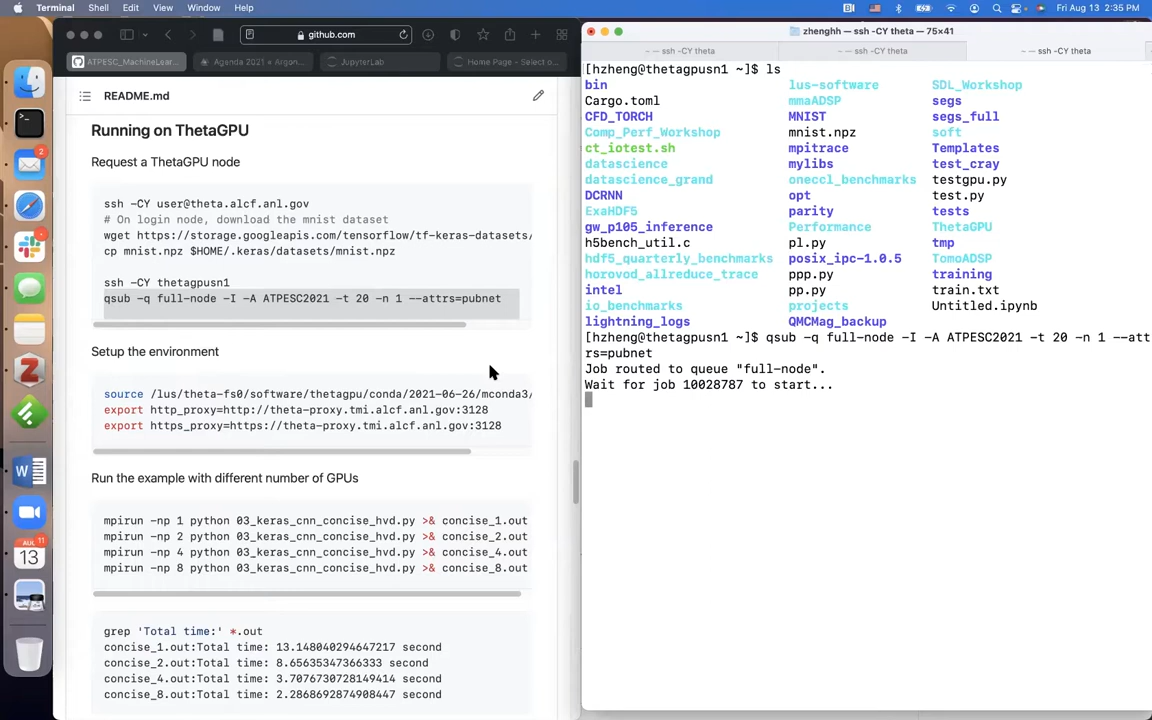 Terminal Shell Edit View Window Help
Fri Aug 13 2:35 PM
github.com
ATPESC_MachineLear...
Agenda 2021 « Argon...
JupyterLab
Home Page - Select o...
README.md
Running on ThetaGPU
Request a ThetaGPU node
ssh -CY user@theta.alcf.anl.gov
# On login node, download the mnist dataset
wget https://storage.googleapis.com/tensorflow/tf-keras-datasets/
cp mnist.npz $HOME/.keras/datasets/mnist.npz
ssh -CY thetagpusn1
qsub -q full-node -I -A ATPESC2021 -t 20 -n 1 --attrs=pubnet
Setup the environment
source /lus/theta-fs0/software/thetagpu/conda/2021-06-26/mconda3/
export http_proxy=http://theta-proxy.tmi.alcf.anl.gov:3128
export https_proxy=https://theta-proxy.tmi.alcf.anl.gov:3128
Run the example with different number of GPUs
mpirun -np 1 python 03_keras_cnn_concise_hvd.py >& concise_1.out
mpirun -np 2 python 03_keras_cnn_concise_hvd.py >& concise_2.out
mpirun -np 4 python 03_keras_cnn_concise_hvd.py >& concise_4.out
mpirun -np 8 python 03_keras_cnn_concise_hvd.py >& concise_8.out
grep 'Total time:' *.out
concise_1.out:Total time: 13.148040294647217 second
concise_2.out:Total time: 8.65635347366333 second
concise_4.out:Total time: 3.7076730728149414 second
concise_8.out:Total time: 2.2868692874908447 second
zhenghh — ssh -CY theta — 75×41
~ — ssh -CY theta
~ — ssh -CY theta
~ — ssh -CY theta
[hzheng@thetagpusn1 ~]$ ls
bin lus-software SDL_Workshop
Cargo.toml mmaADSP segs
CFD_TORCH MNIST segs_full
Comp_Perf_Workshop mnist.npz soft
ct_iotest.sh mpitrace Templates
datascience mylibs test_cray
datascience_grand oneccl_benchmarks testgpu.py
DCRNN opt test.py
ExaHDF5 parity tests
gw_p105_inference Performance ThetaGPU
h5bench_util.c pl.py tmp
hdf5_quarterly_benchmarks posix_ipc-1.0.5 TomoADSP
horovod_allreduce_trace ppp.py training
intel pp.py train.txt
io_benchmarks projects Untitled.ipynb
lightning_logs QMCMag_backup
[hzheng@thetagpusn1 ~]$ qsub -q full-node -I -A ATPESC2021 -t 20 -n 1 --att
rs=pubnet
Job routed to queue "full-node".
Wait for job 10028787 to start...
2
AUG
11
13
W
Z